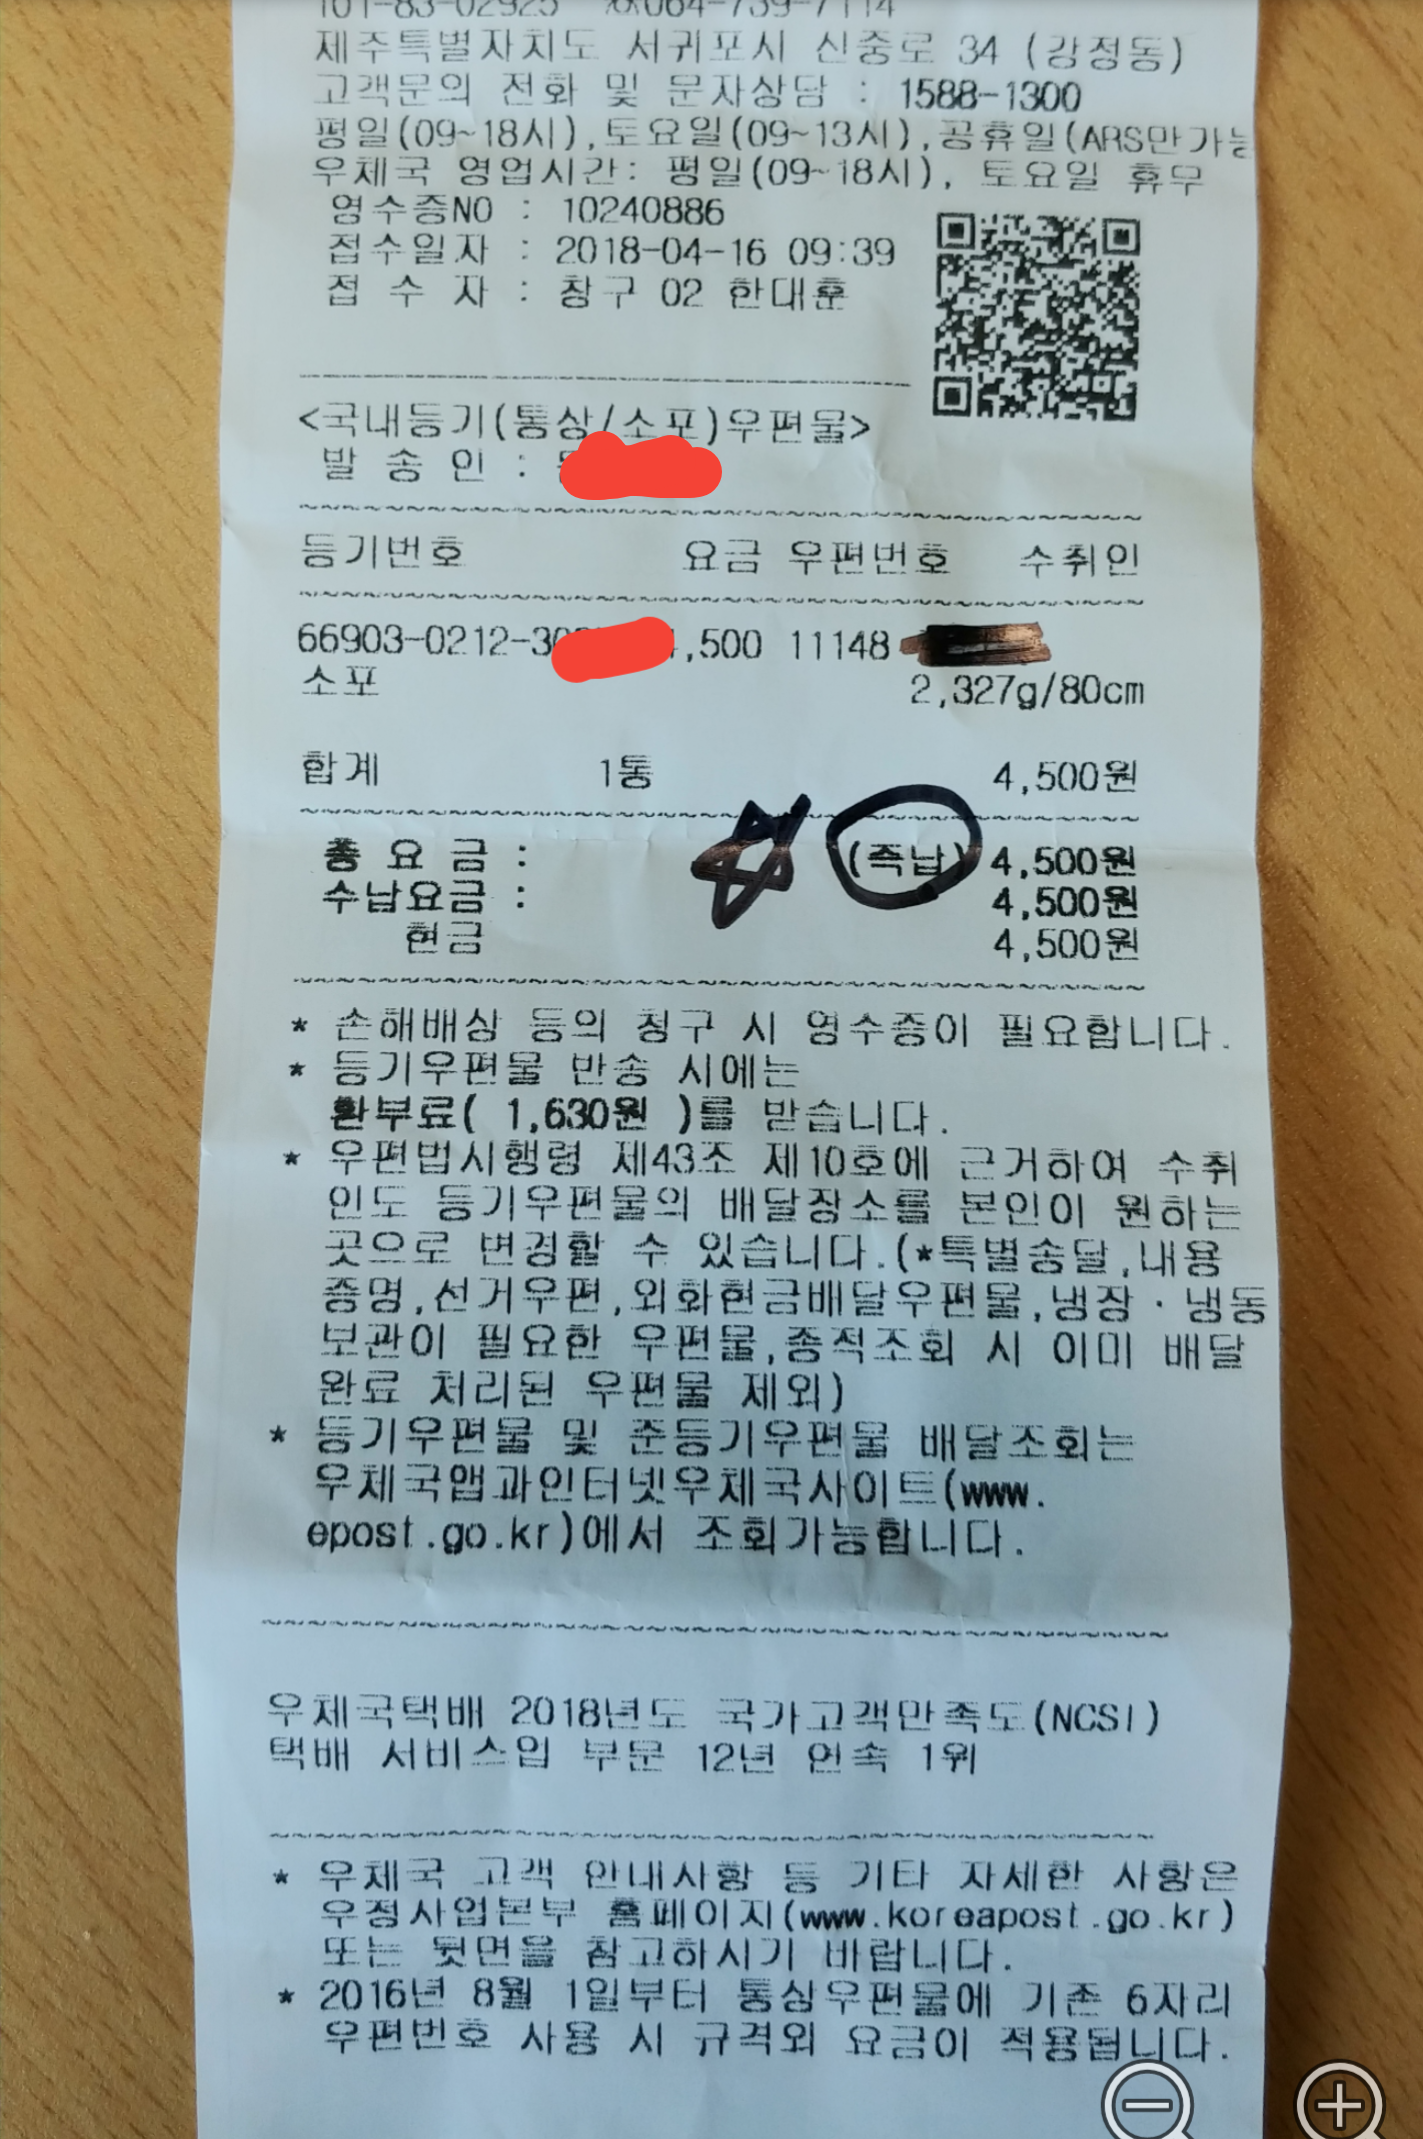 101-83-02925 ☎064-739-7114
제주특별자치도 서귀포시 신중로 34 (강정동)
고객문의 전화 및 문자상담 : 1588-1300
평일(09~18시),토요일(09~13시),공휴일(ARS만가능
우체국 영업시간: 평일(09~18시), 토요일 휴무
영수증NO : 10240886
접수일자 : 2018-04-16 09:39
접 수 자 : 창구 02 한대훈
<국내등기(통상/소포)우편물>
발 송 인 :
등기번호 요금 우편번호 수취인
66903-0212-30 ,500 11148
소포 2,327g/80cm
합계 1통 4,500원
총 요 금 : (즉납) 4,500원
수납요금 : 4,500원
현금 4,500원
* 손해배상 등의 청구 시 영수증이 필요합니다.
* 등기우편물 반송 시에는
환부료( 1,630원 )를 받습니다.
* 우편법시행령 제43조 제10호에 근거하여 수취
인도 등기우편물의 배달장소를 본인이 원하는
곳으로 변경할 수 있습니다.(*특별송달,내용
증명,선거우편,외화현금배달우편물,냉장·냉동
보관이 필요한 우편물,종적조회 시 이미 배달
완료 처리된 우편물 제외)
* 등기우편물 및 준등기우편물 배달조회는
우체국앱과인터넷우체국사이트(www.
epost.go.kr)에서 조회가능합니다.
우체국택배 2018년도 국가고객만족도(NCSI)
택배 서비스업 부문 12년 연속 1위
* 우체국 고객 안내사항 등 기타 자세한 사항은
우정사업본부 홈페이지(www.koreapost.go.kr)
또는 뒷면을 참고하시기 바랍니다.
* 2016년 8월 1일부터 통상우편물에 기존 6자리
우편번호 사용 시 규격외 요금이 적용됩니다.